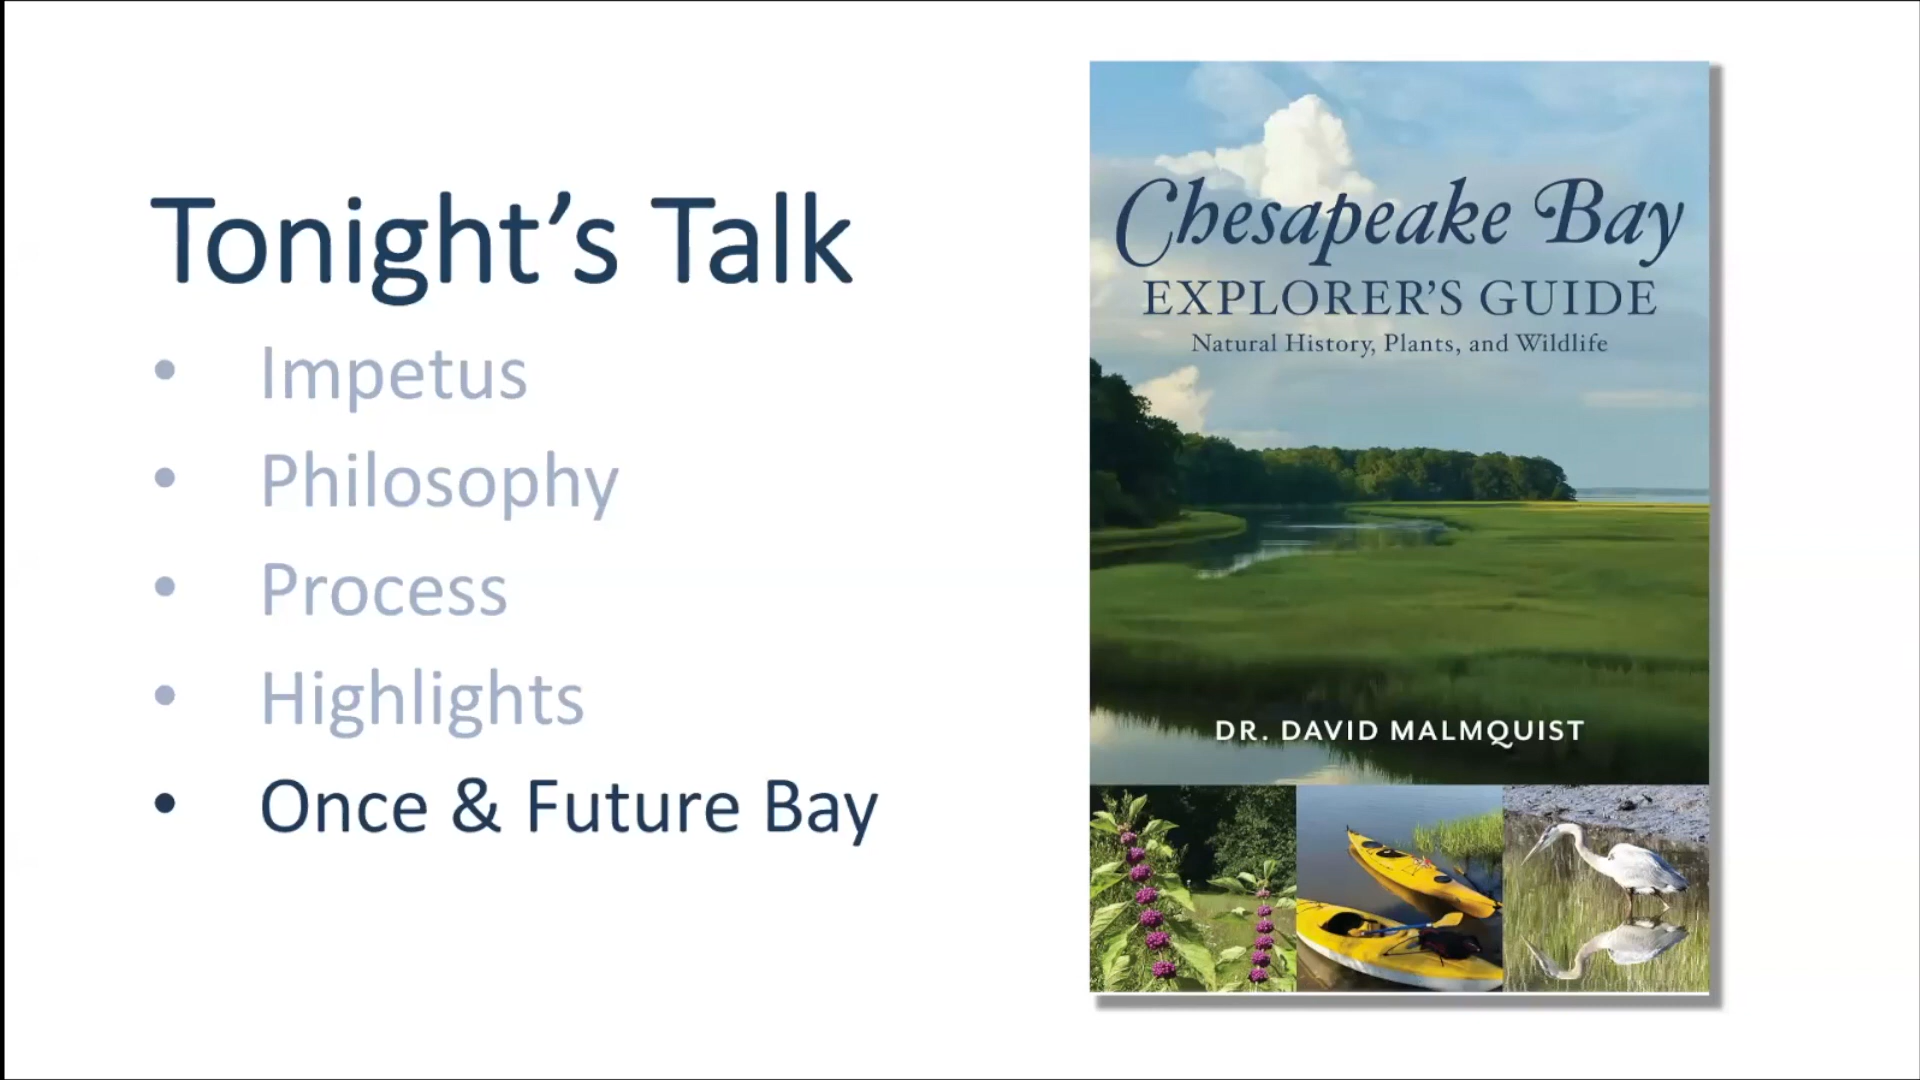 Tonight’s Talk
• Impetus
• Philosophy
• Process
• Highlights
• Once & Future Bay
Chesapeake Bay
EXPLORER’S GUIDE
Natural History, Plants, and Wildlife
DR. DAVID MALMQUIST